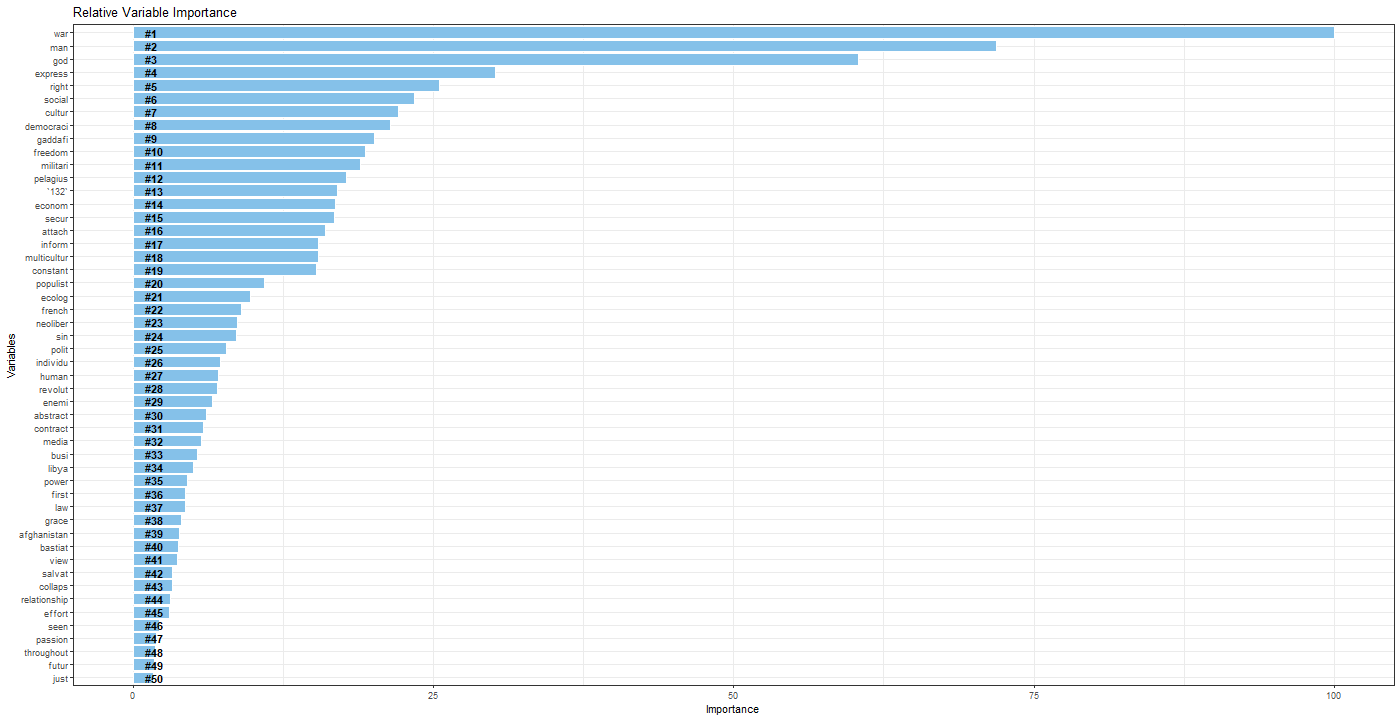 Relative Variable Importance
war #1
man #2
god #3
express #4
right #5
social #6
cultur #7
democraci #8
gaddafi #9
freedom #10
militari #11
pelagius #12
`132` #13
econom #14
secur #15
attach #16
inform #17
multicultur #18
constant #19
populist #20
ecolog #21
french #22
neoliber #23
sin #24
polit #25
individu #26
human #27
revolut #28
enemi #29
abstract #30
contract #31
media #32
busi #33
libya #34
power #35
first #36
law #37
grace #38
afghanistan #39
bastiat #40
view #41
salvat #42
collaps #43
relationship #44
effort #45
seen #46
passion #47
throughout #48
futur #49
just #50
Variables
0 25 50 75 100
Importance